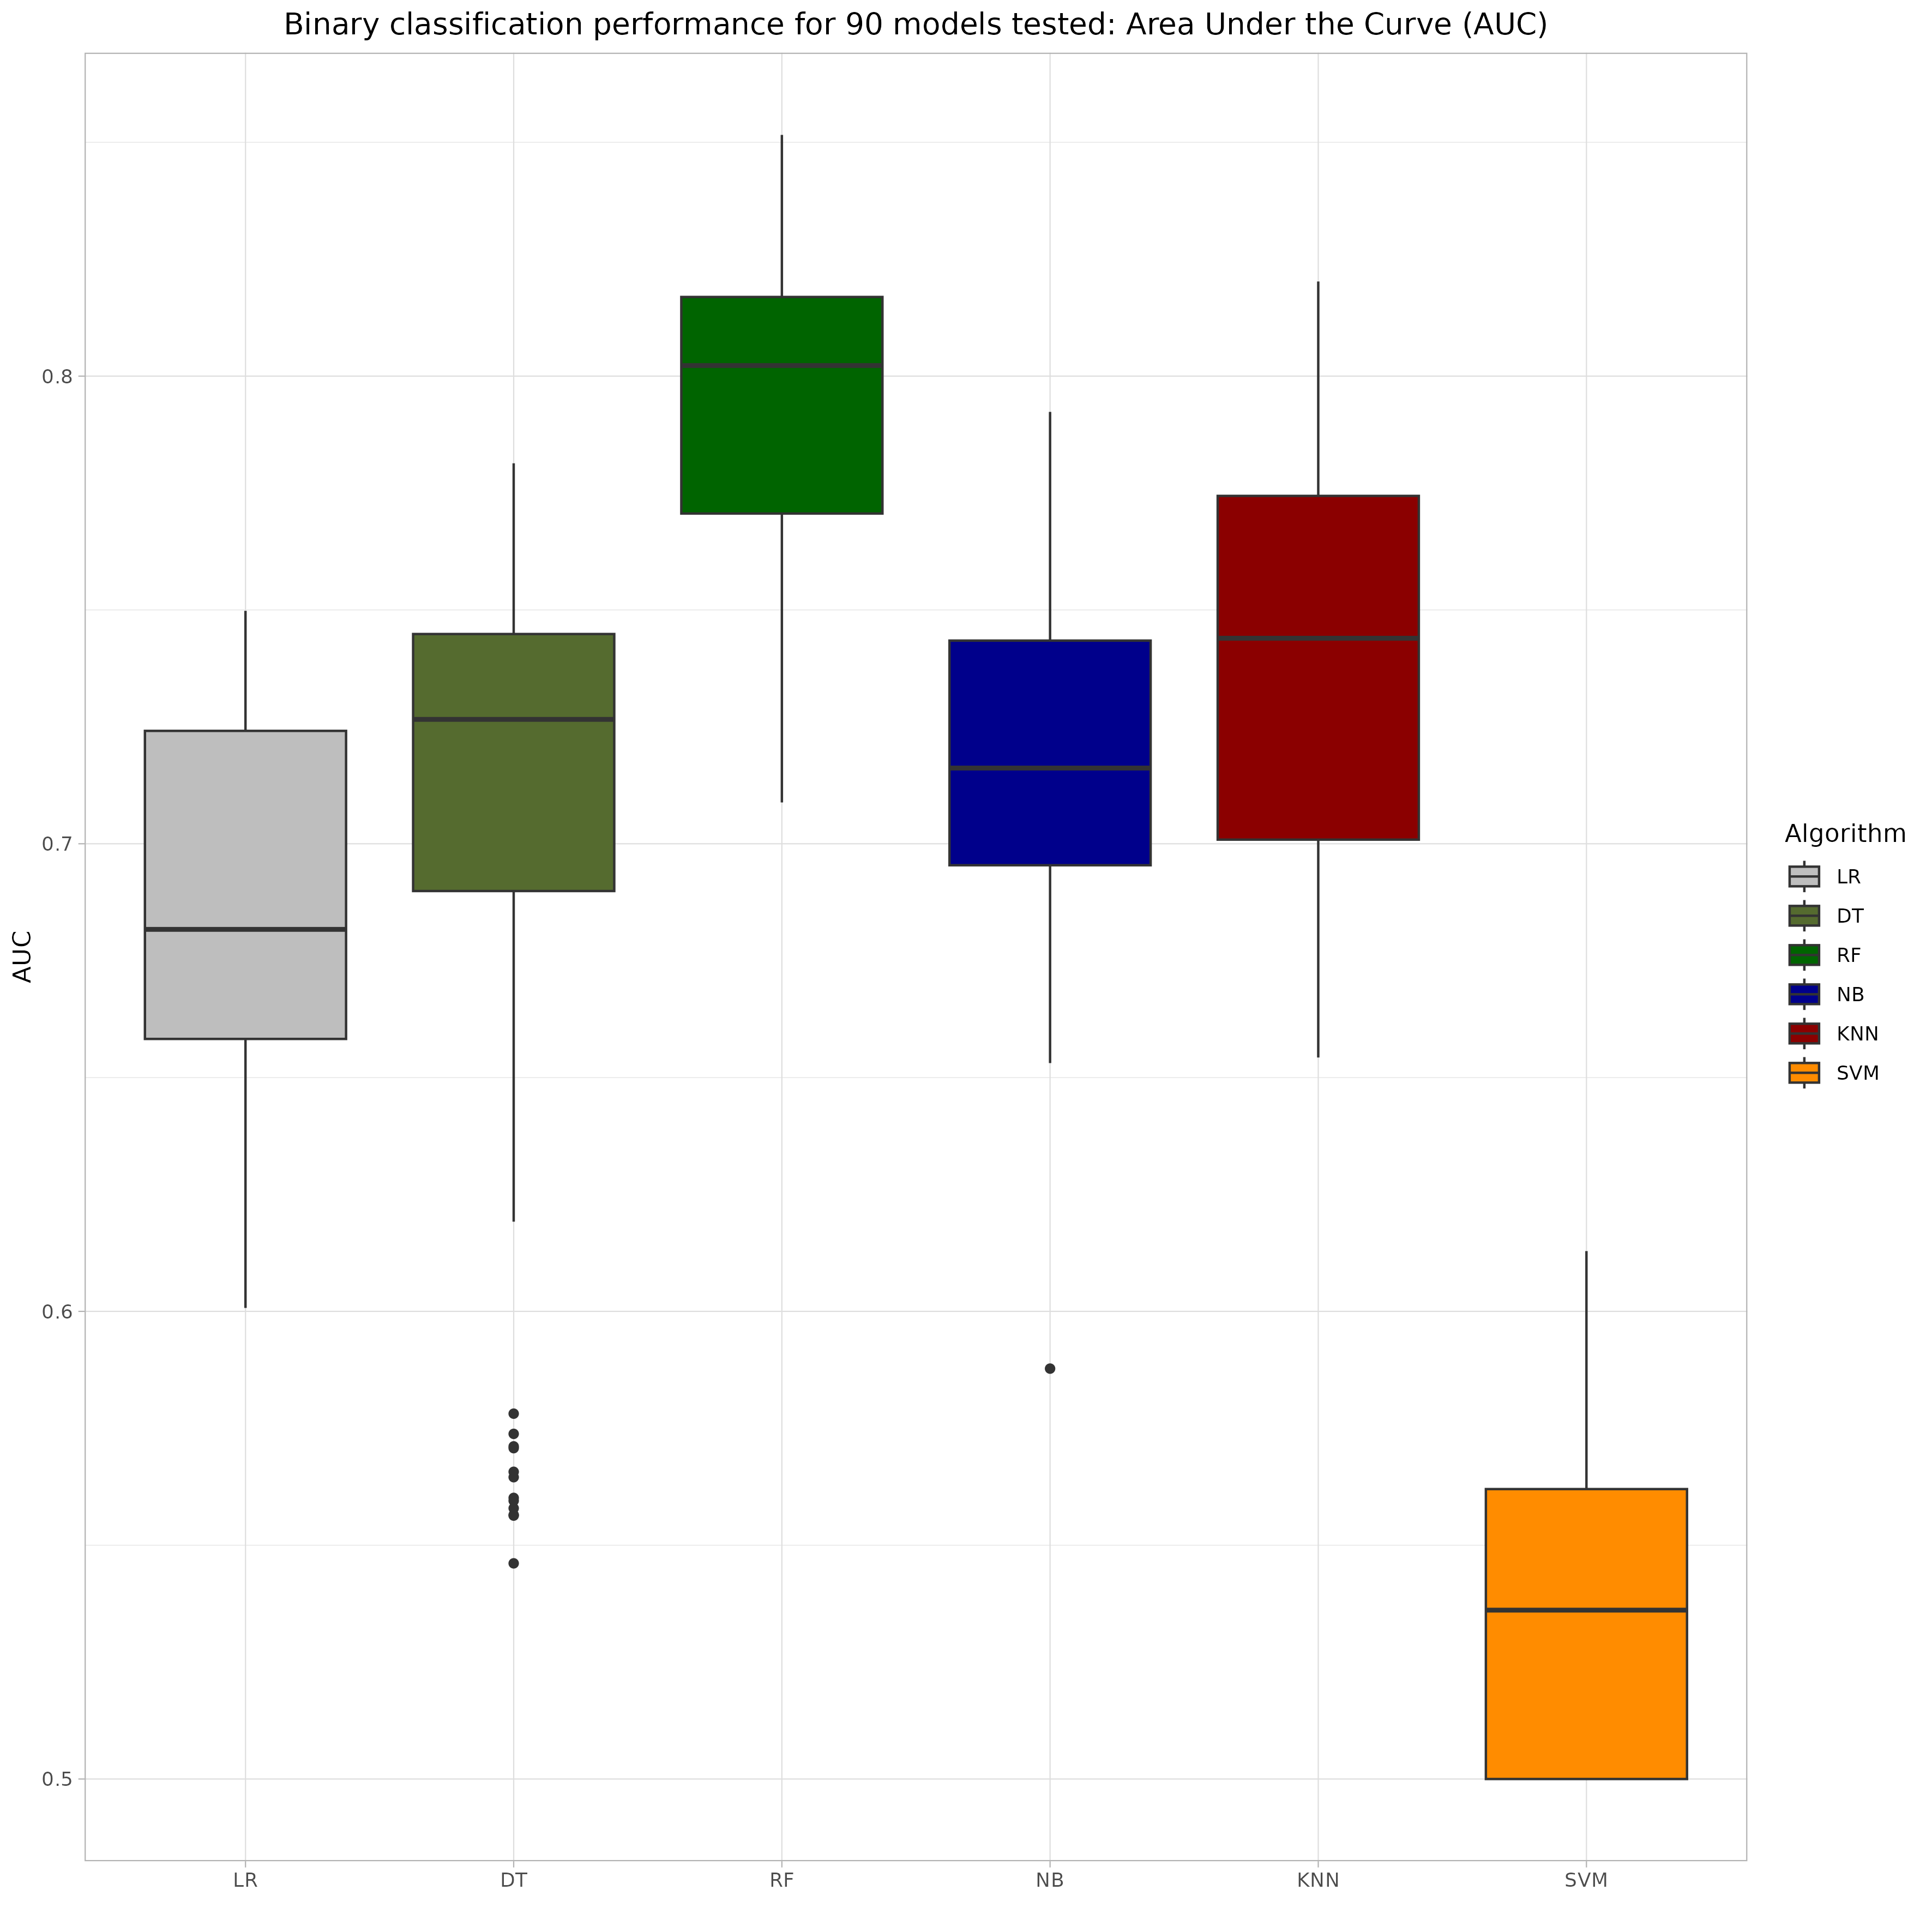 Binary classification performance for 90 models tested: Area Under the Curve (AUC)
AUC
0.8
0.7
0.6
0.5
LR
DT
RF
NB
KNN
SVM
Algorithm
LR
DT
RF
NB
KNN
SVM